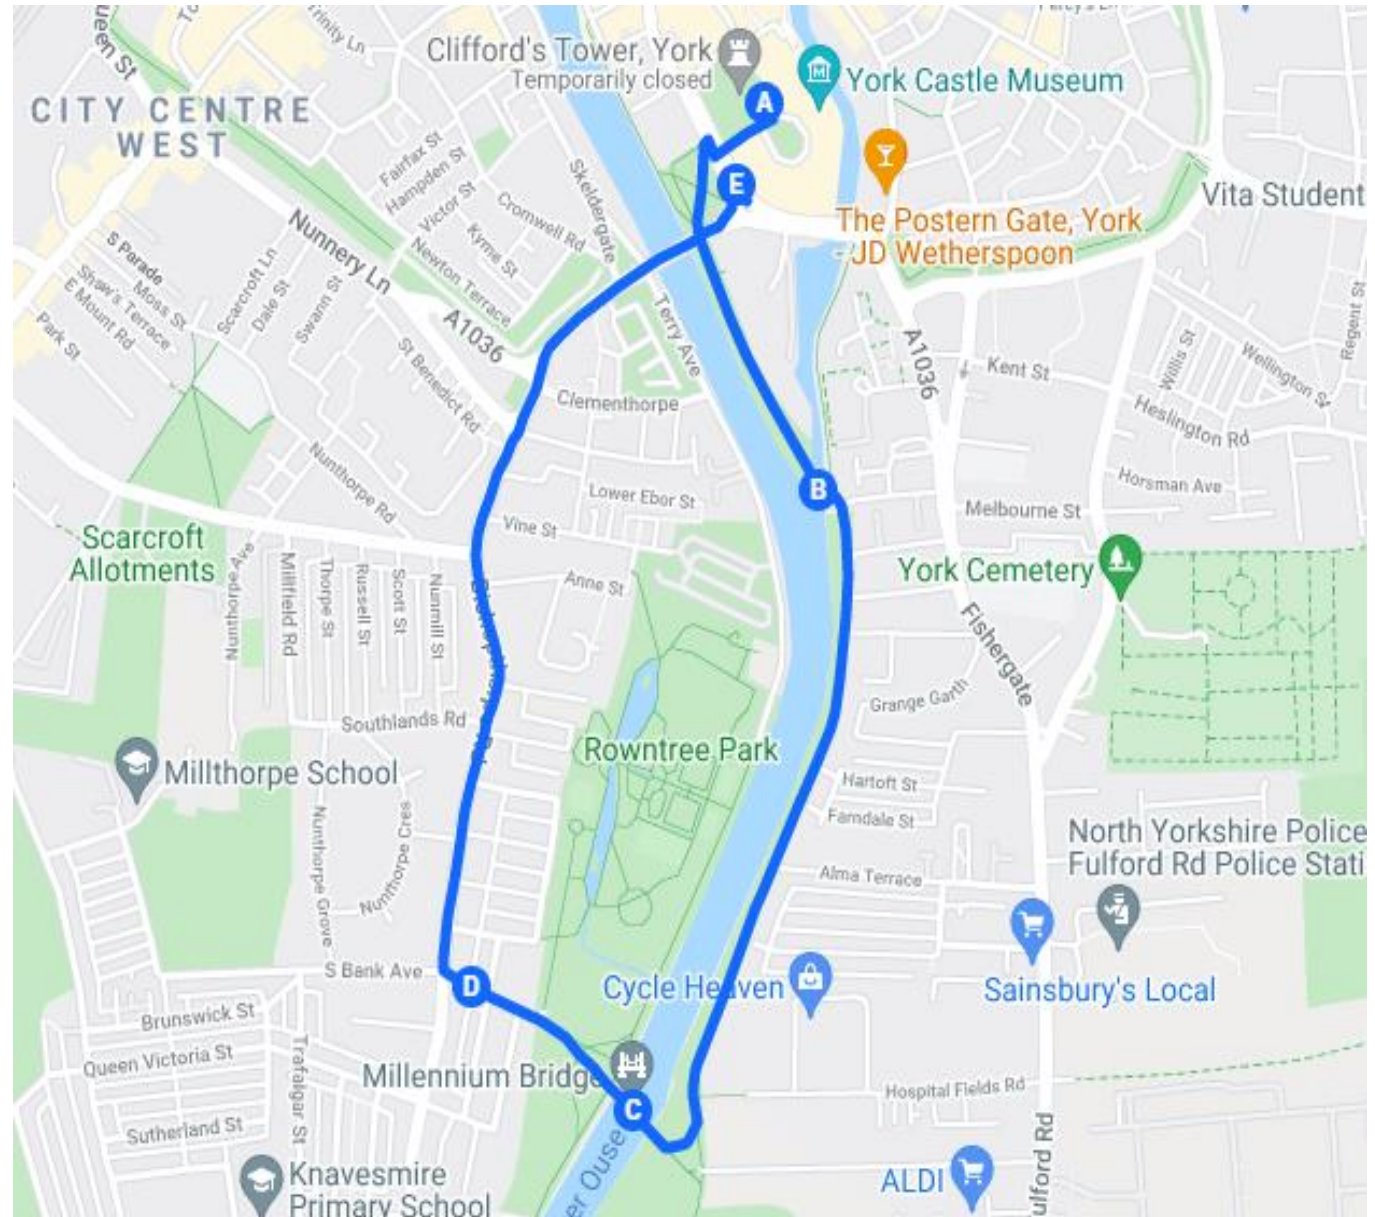 Trinity Ln
Clifford's Tower, York
Temporarily closed
York Castle Museum
CITY CENTRE
WEST
A
E
Fairfax St
Hampden St
Victor St
Cromwell Rd
Kyme St
Newton Terrace
Skeldergate
The Postern Gate, York
- JD Wetherspoon
Vita Student
Nunnery Ln
S Parade
Moss St
Shaw's Terrace
E Mount Rd
Park St
Scarcroft Ln
Dale St
Swann St
A1036
St Benedict Rd
Terry Ave
Clementhorpe
A1036
Kent St
Willis St
Wellington St
Regent St
Heslington Rd
Horsman Ave
Nunthorpe Rd
Lower Ebor St
B
Melbourne St
Vine St
Scarcroft
Allotments
York Cemetery
Nunthorpe Ave
Millfield Rd
Thorpe St
Russell St
Scott St
Nunmill St
Anne St
Fishergate
Grange Garth
Southlands Rd
Rowntree Park
Millthorpe School
Hartoft St
Farndale St
Nunthorpe Grove
Nunthorpe Cres
Alma Terrace
North Yorkshire Police
Fulford Rd Police Stati
S Bank Ave
D
Cycle Heaven
Sainsbury's Local
Brunswick St
Queen Victoria St
Trafalgar St
Millennium Bridge
C
Hospital Fields Rd
Sutherland St
er Ouse
ulford Rd
ALDI
Knavesmire
Primary School